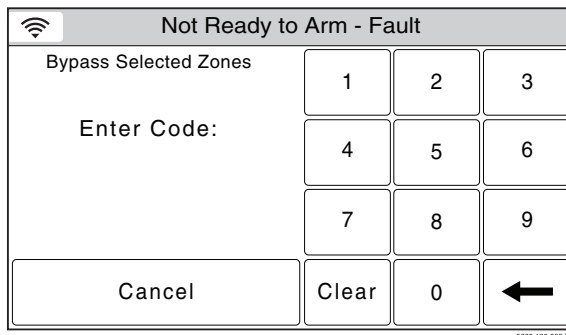 Not Ready to Arm - Fault
Bypass Selected Zones
Enter Code:
1 2 3
4 5 6
7 8 9
Cancel Clear 0